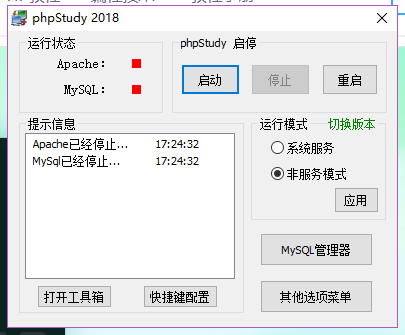 phpStudy 2018
运行状态
Apache:
MySQL:
phpStudy 启停
启动
停止
重启
提示信息
Apache已经停止... 17:24:32
MySql已经停止... 17:24:32
打开工具箱
快捷键配置
运行模式 切换版本
系统服务
非服务模式
应用
MySQL管理器
其他选项菜单